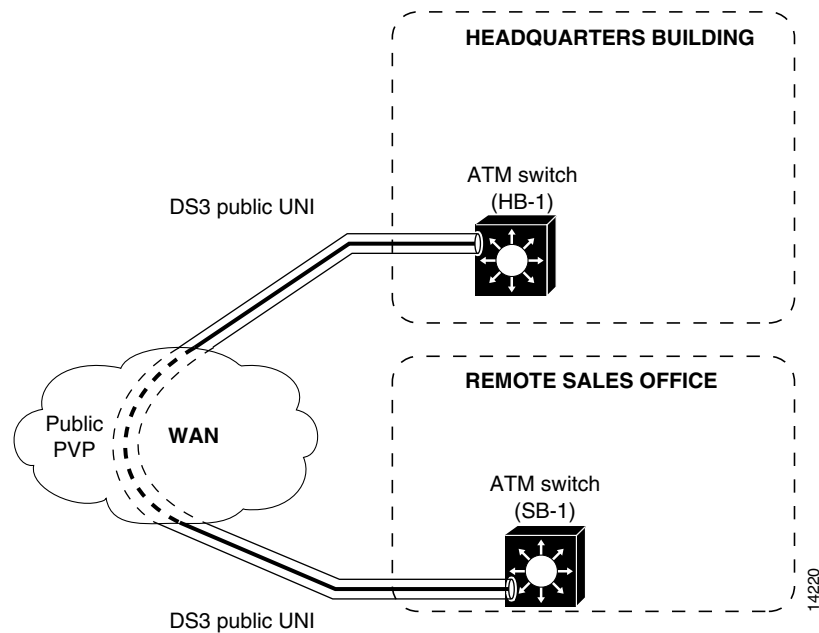 HEADQUARTERS BUILDING
ATM switch
(HB-1)
DS3 public UNI
REMOTE SALES OFFICE
Public
PVP
WAN
ATM switch
(SB-1)
DS3 public UNI
14220